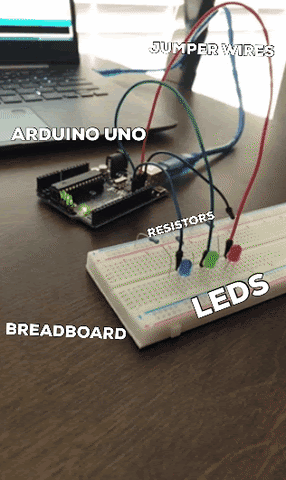 JUMPER WIRES
ARDUINO UNO
RESISTORS
LEDS
BREADBOARD